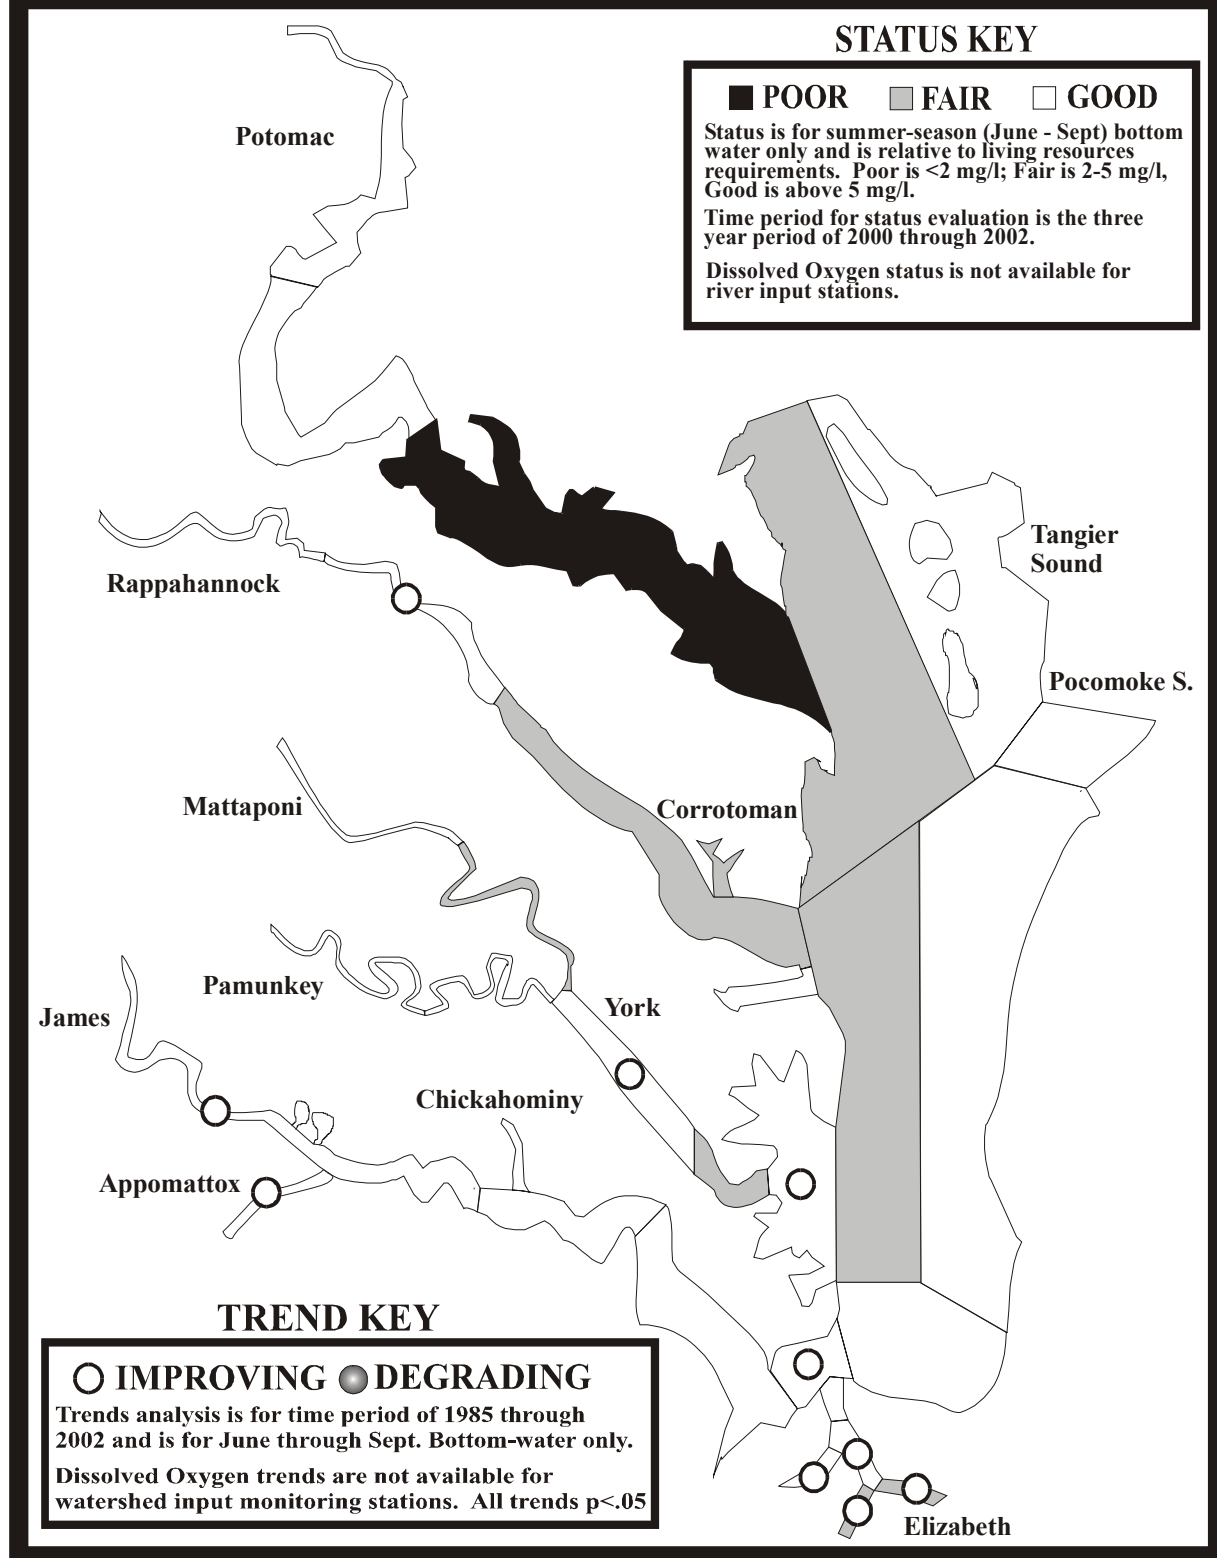 STATUS KEY
POOR FAIR GOOD
Status is for summer-season (June - Sept) bottom
water only and is relative to living resources
requirements. Poor is <2 mg/l; Fair is 2-5 mg/l,
Good is above 5 mg/l.
Time period for status evaluation is the three
year period of 2000 through 2002.
Dissolved Oxygen status is not available for
river input stations.
Potomac
Tangier
Sound
Rappahannock
Pocomoke S.
Mattaponi
Corrotoman
Pamunkey
York
James
Chickahominy
Appomattox
TREND KEY
IMPROVING DEGRADING
Trends analysis is for time period of 1985 through
2002 and is for June through Sept. Bottom-water only.
Dissolved Oxygen trends are not available for
watershed input monitoring stations. All trends p<.05
Elizabeth